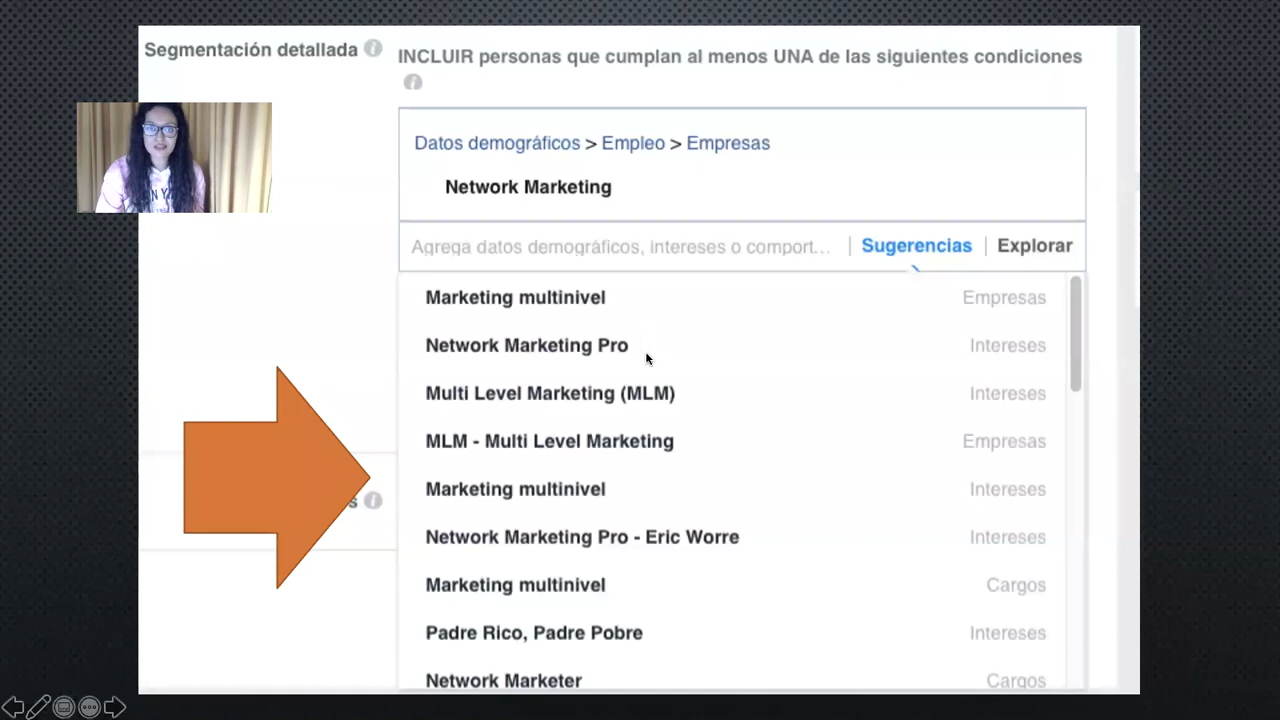 Segmentación detallada
INCLUIR personas que cumplan al menos UNA de las siguientes condiciones
Datos demográficos > Empleo > Empresas
Network Marketing
Agrega datos demográficos, intereses o comport... | Sugerencias | Explorar
Marketing multinivel Empresas
Network Marketing Pro Intereses
Multi Level Marketing (MLM) Intereses
MLM - Multi Level Marketing Empresas
Marketing multinivel Intereses
Network Marketing Pro - Eric Worre Intereses
Marketing multinivel Cargos
Padre Rico, Padre Pobre Intereses
Network Marketer Cargos